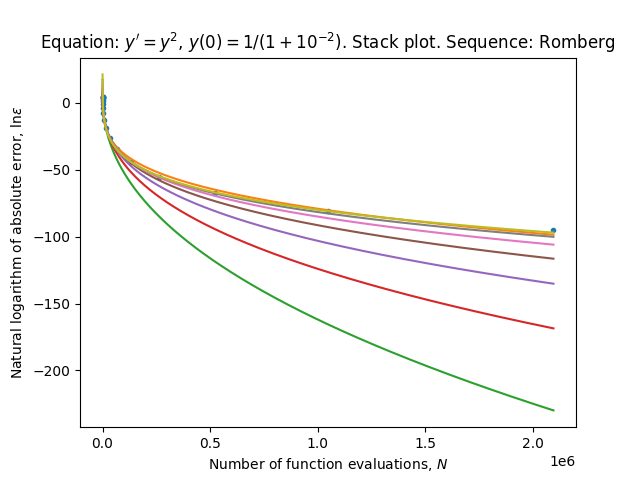 Equation: y′ = y², y(0) = 1/(1 + 10⁻²). Stack plot. Sequence: Romberg
Natural logarithm of absolute error, lnε
0
−50
−100
−150
−200
0.0 0.5 1.0 1.5 2.0
1e6
Number of function evaluations, N